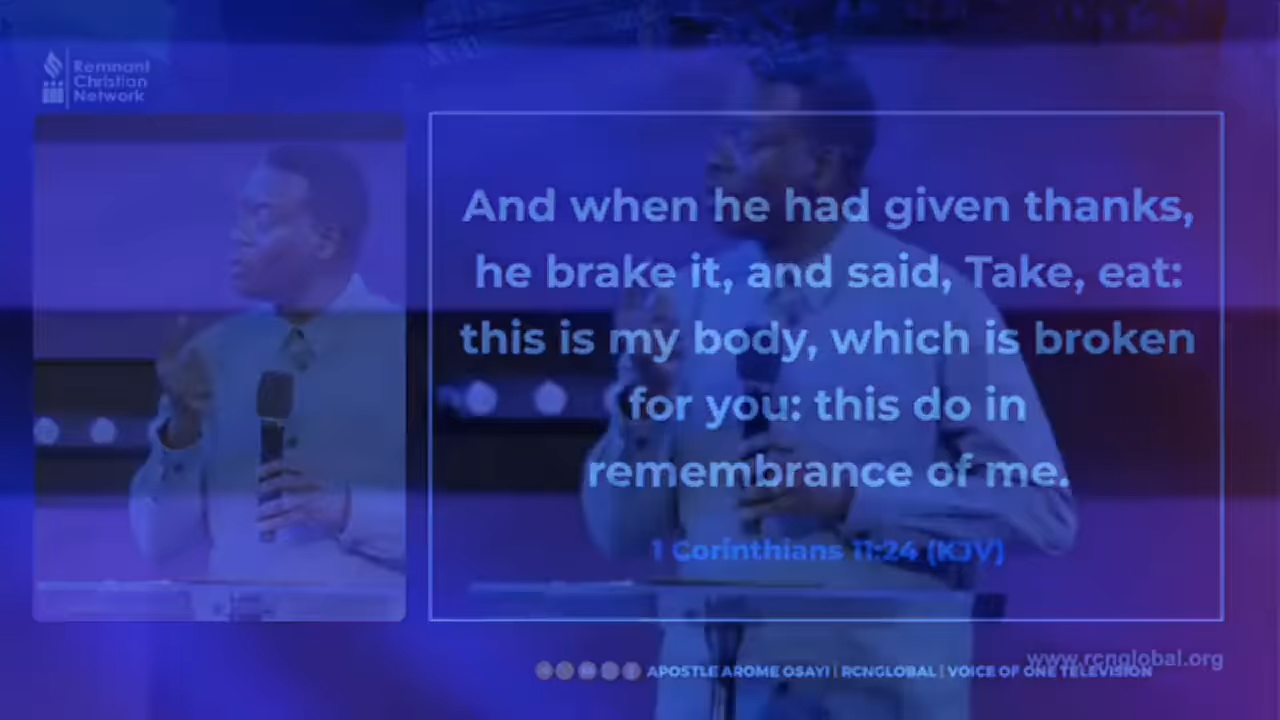 Remnant
Christian
Network
And when he had given thanks,
he brake it, and said, Take, eat:
this is my body, which is broken
for you: this do in
remembrance of me.
1 Corinthians 11:24 (KJV)
www.rcnglobal.org
APOSTLE AROME OSAYI | RCNGLOBAL | VOICE OF ONE TELEVISION